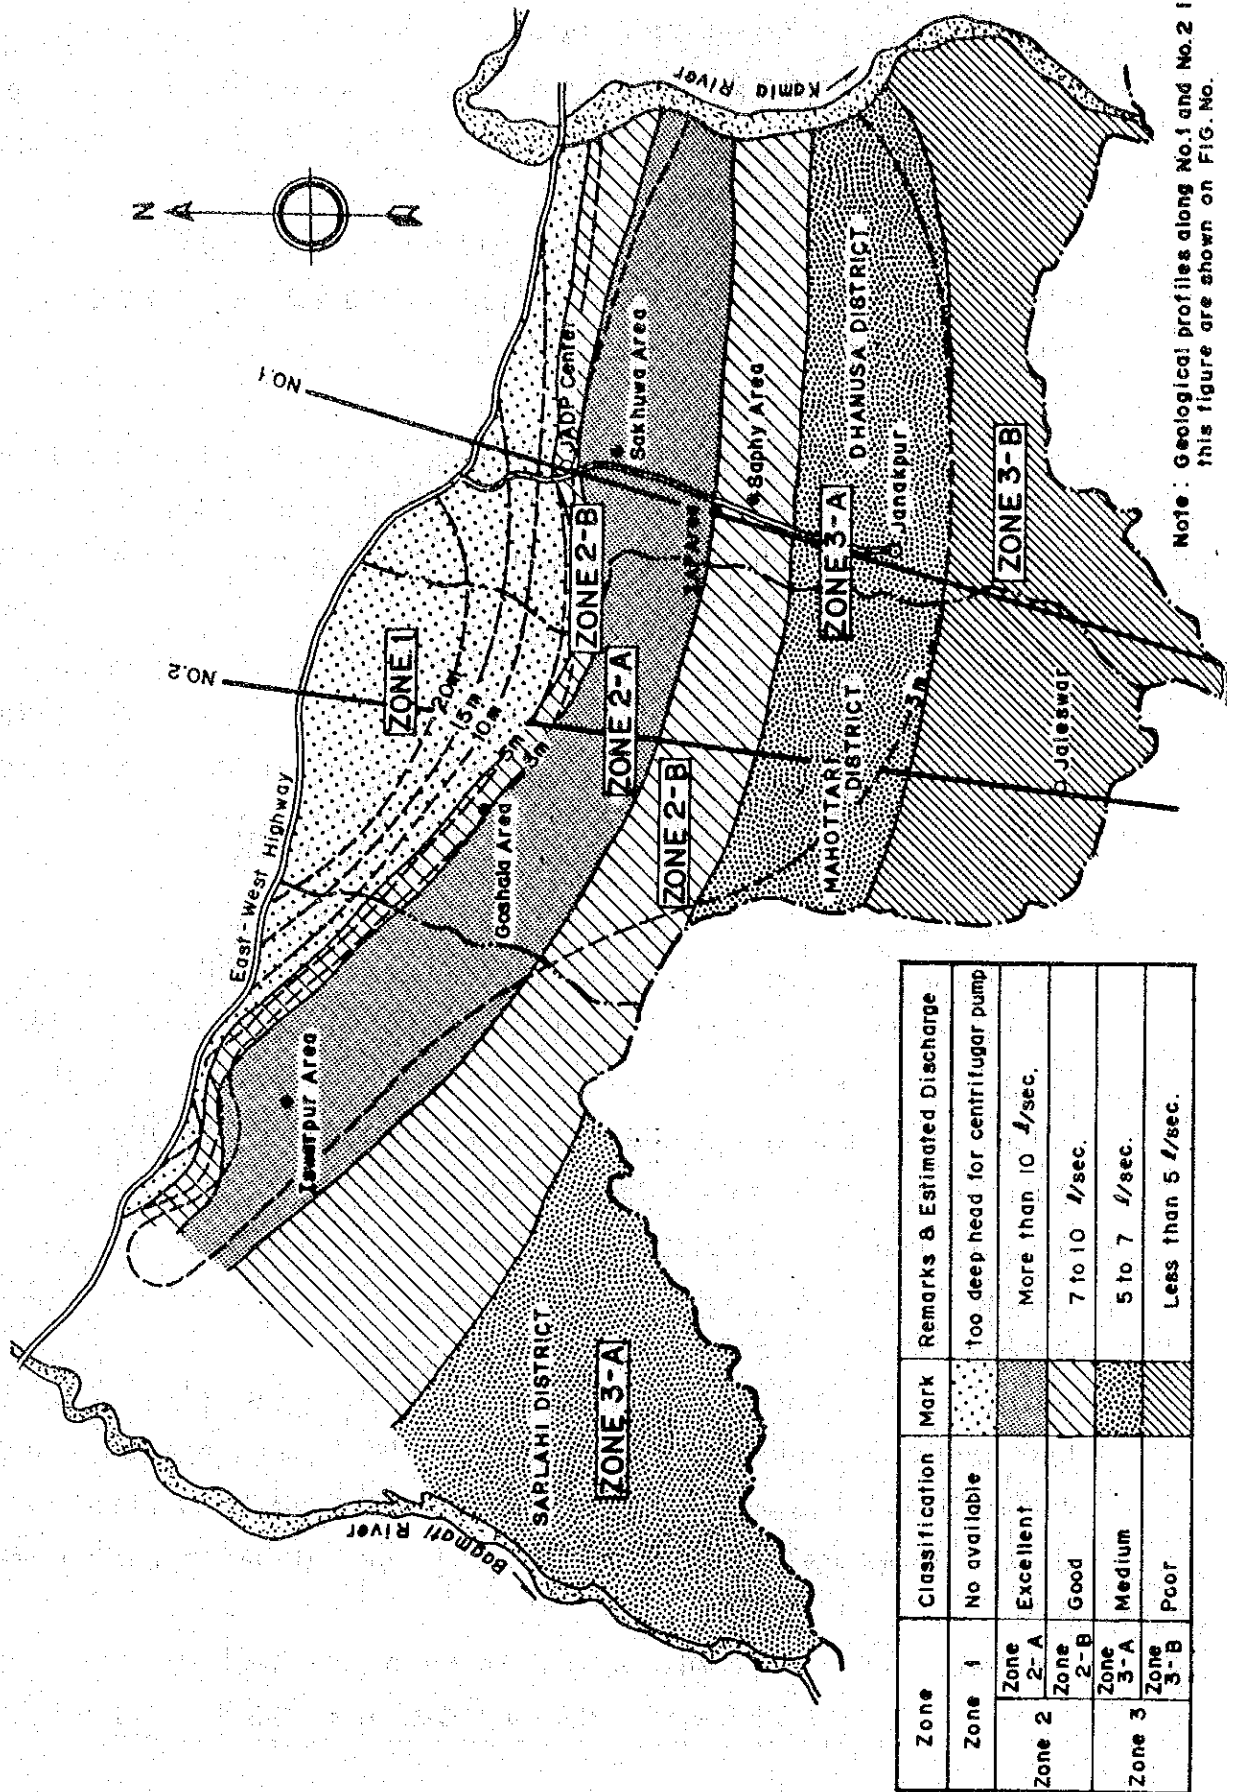 N
NO.1
NO.2
East-West Highway
Kamla River
ZONE 1
20m
15m
10m
5m
3m
JADP Center
ZONE 2-B
Sakhuwa Area
ZONE 2-A
Goshala Area
Saphy Area
ZONE 2-B
DHANUSA DISTRICT
ZONE 3-A
Janakpur
MAHOTTARI
DISTRICT
3m
ZONE 3-B
Jaleswar
Area
SARLAHI DISTRICT
ZONE 3-A
Bagmati River
Note : Geological profiles along No.1 and No.2 i
this figure are shown on FIG. No.
Zone Classification Mark Remarks & Estimated Discharge
Zone 1 No available too deep head for centrifugar pump
Zone 2 Zone 2-A Excellent More than 10 ℓ/sec.
Zone 2-B Good 7 to 10 ℓ/sec.
Zone 3 Zone 3-A Medium 5 to 7 ℓ/sec.
Zone 3-B Poor Less than 5 ℓ/sec.